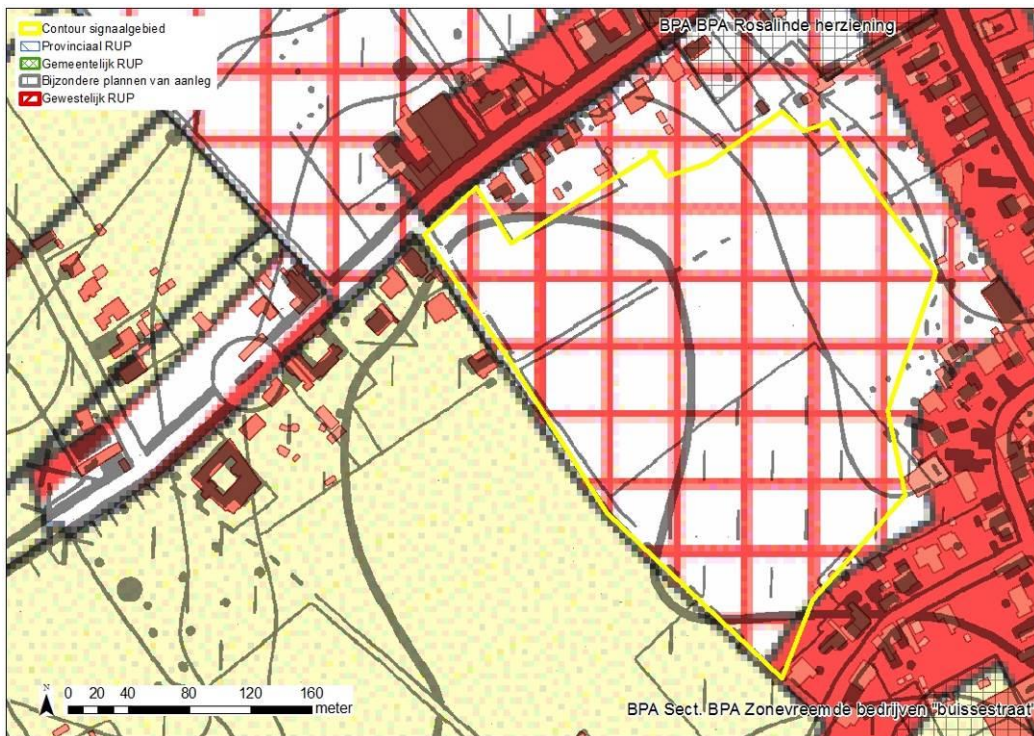 BPA BPA Rosalinde herziening
Contour signaalgebied
Provinciaal RUP
Gemeentelijk RUP
Bijzondere plannen van aanleg
Gewestelijk RUP
N
0 20 40 80 120 160
meter
BPA Sect. BPA Zonevreemde bedrijven "buissestraat"